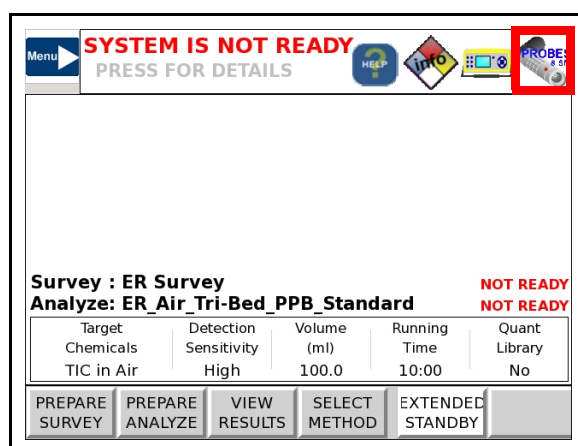 Menu
SYSTEM IS NOT READY
PRESS FOR DETAILS
HELP
info
PROBES
Survey : ER Survey
NOT READY
Analyze: ER_Air_Tri-Bed_PPB_Standard
NOT READY
Target Chemicals
Detection Sensitivity
Volume (ml)
Running Time
Quant Library
TIC in Air
High
100.0
10:00
No
PREPARE SURVEY
PREPARE ANALYZE
VIEW RESULTS
SELECT METHOD
EXTENDED STANDBY